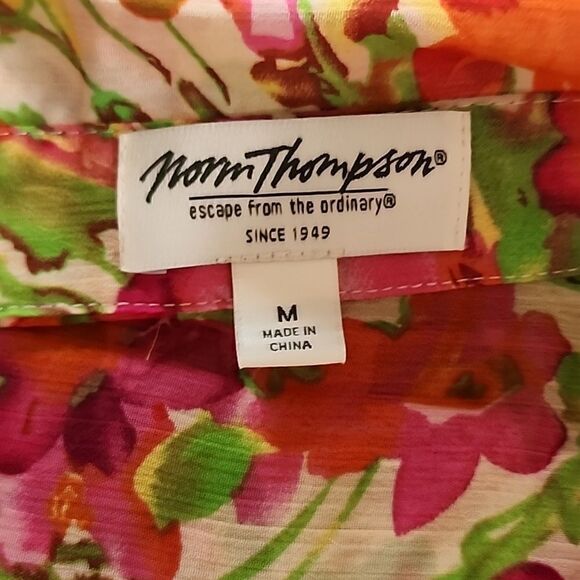 Norm Thompson®
escape from the ordinary®
SINCE 1949
M
MADE IN
CHINA